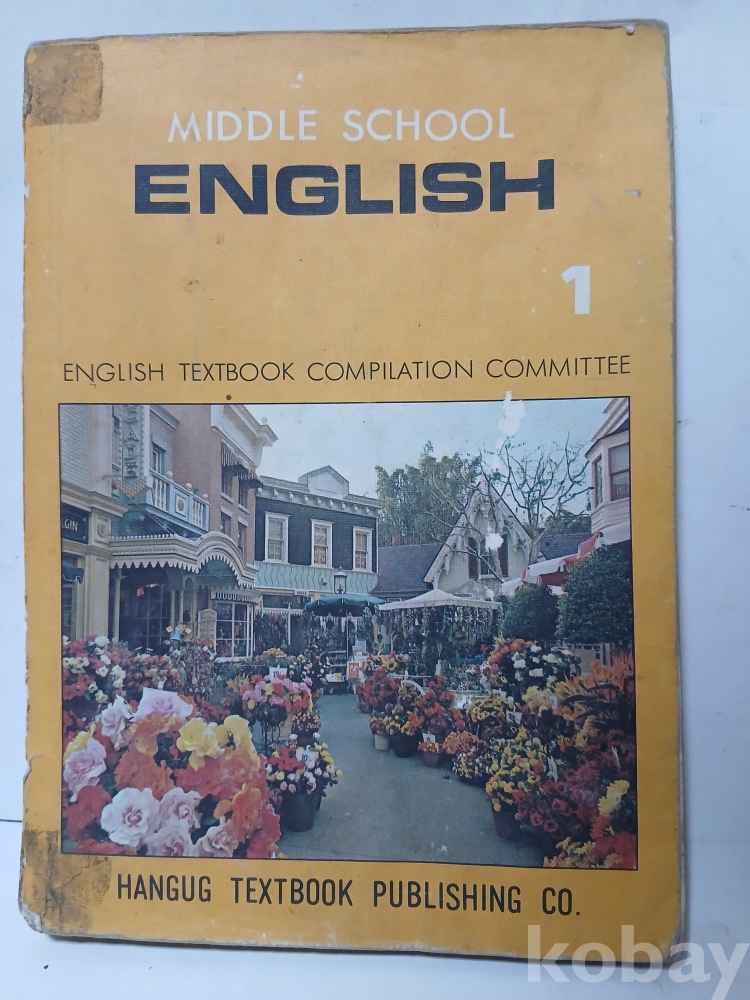 MIDDLE SCHOOL
ENGLISH
1
ENGLISH TEXTBOOK COMPILATION COMMITTEE
HANGUG TEXTBOOK PUBLISHING CO.
kobay